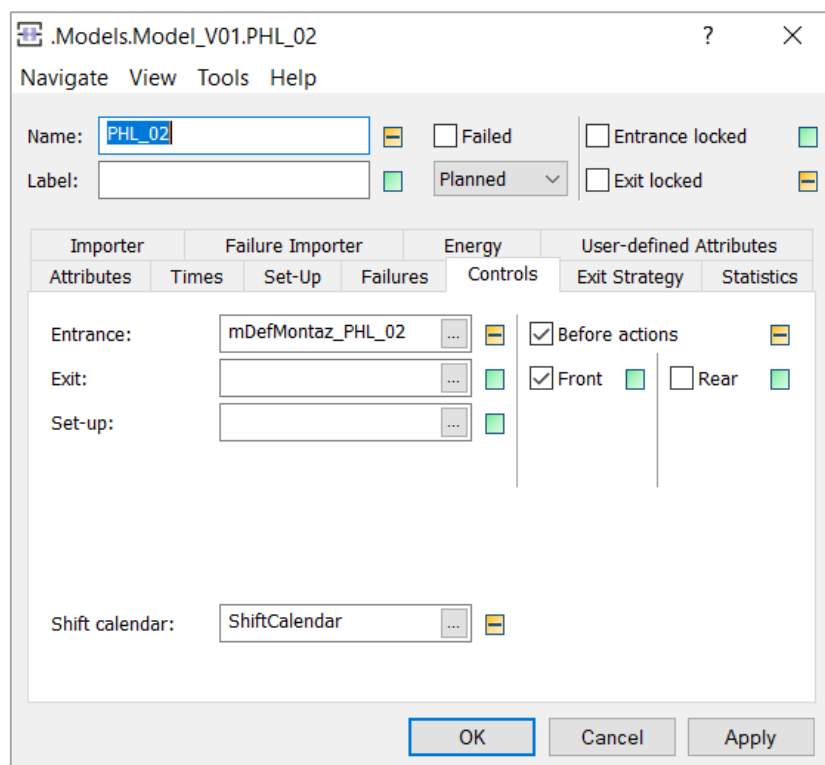 .Models.Model_V01.PHL_02 ?
Navigate View Tools Help
Name: PHL_02 Failed Entrance locked
Label: Planned Exit locked
Importer Failure Importer Energy User-defined Attributes
Attributes Times Set-Up Failures Controls Exit Strategy Statistics
Entrance: mDefMontaz_PHL_02 ... Before actions
Exit: ... Front Rear
Set-up: ...
Shift calendar: ShiftCalendar ...
OK Cancel Apply